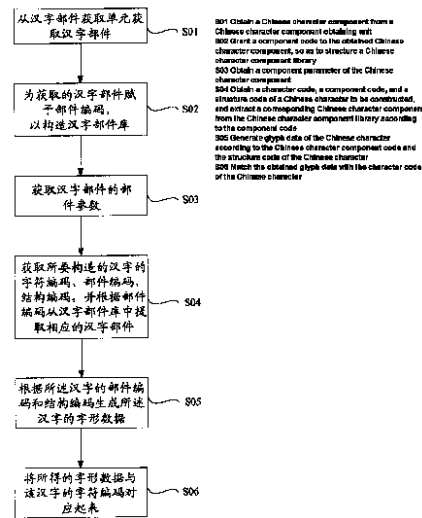 从汉字部件获取单元获
取汉字部件
S01
为获取的汉字部件赋
予部件编码,
以构造汉字部件库
S02
获取汉字部件的部
件参数
S03
获取所要构造的汉字的
字符编码、部件编码、
结构编码, 并根据部件
编码从汉字部件库中提
取相应的汉字部件
S04
根据所述汉字的部件编
码和结构编码生成所述
汉字的字形数据
S05
将所得的字形数据与
该汉字的字符编码对
应起来
S06
S01 Obtain a Chinese character component from a
Chinese character component obtaining unit
S02 Grant a component code to the obtained Chinese
character component, so as to structure a Chinese
character component library
S03 Obtain a component parameter of the Chinese
character component
S04 Obtain a character code, a component code, and a
structure code of a Chinese character to be constructed,
and extract a corresponding Chinese character component
from the Chinese character component library according
to the component code
S05 Generate glyph data of the Chinese character
according to the Chinese character component code and
the structure code of the Chinese character
S06 Match the obtained glyph data with the character code
of the Chinese character